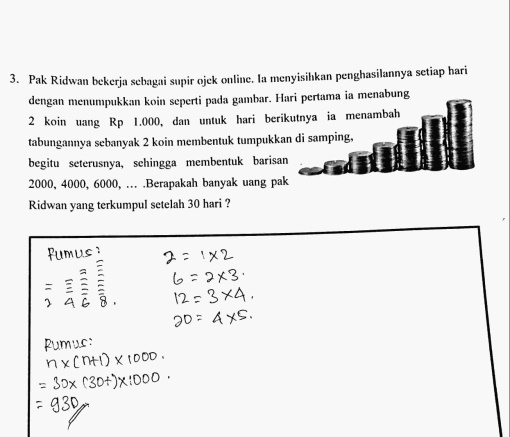 3. Pak Ridwan bekerja sebagai supir ojek online. Ia menyisihkan penghasilannya setiap hari
dengan menumpukkan koin seperti pada gambar. Hari pertama ia menabung
2 koin uang Rp 1.000, dan untuk hari berikutnya ia menambah
tabungannya sebanyak 2 koin membentuk tumpukkan di samping,
begitu seterusnya, sehingga membentuk barisan
2000, 4000, 6000, ... .Berapakah banyak uang pak
Ridwan yang terkumpul setelah 30 hari ?
Rumus:
2 4 6 8.
2 = 1x2
6 = 2x3.
12 = 3x4.
20 = 4x5.
Rumus:
n x (n+1) x 1000.
= 30x (30+)x1000.
= 930